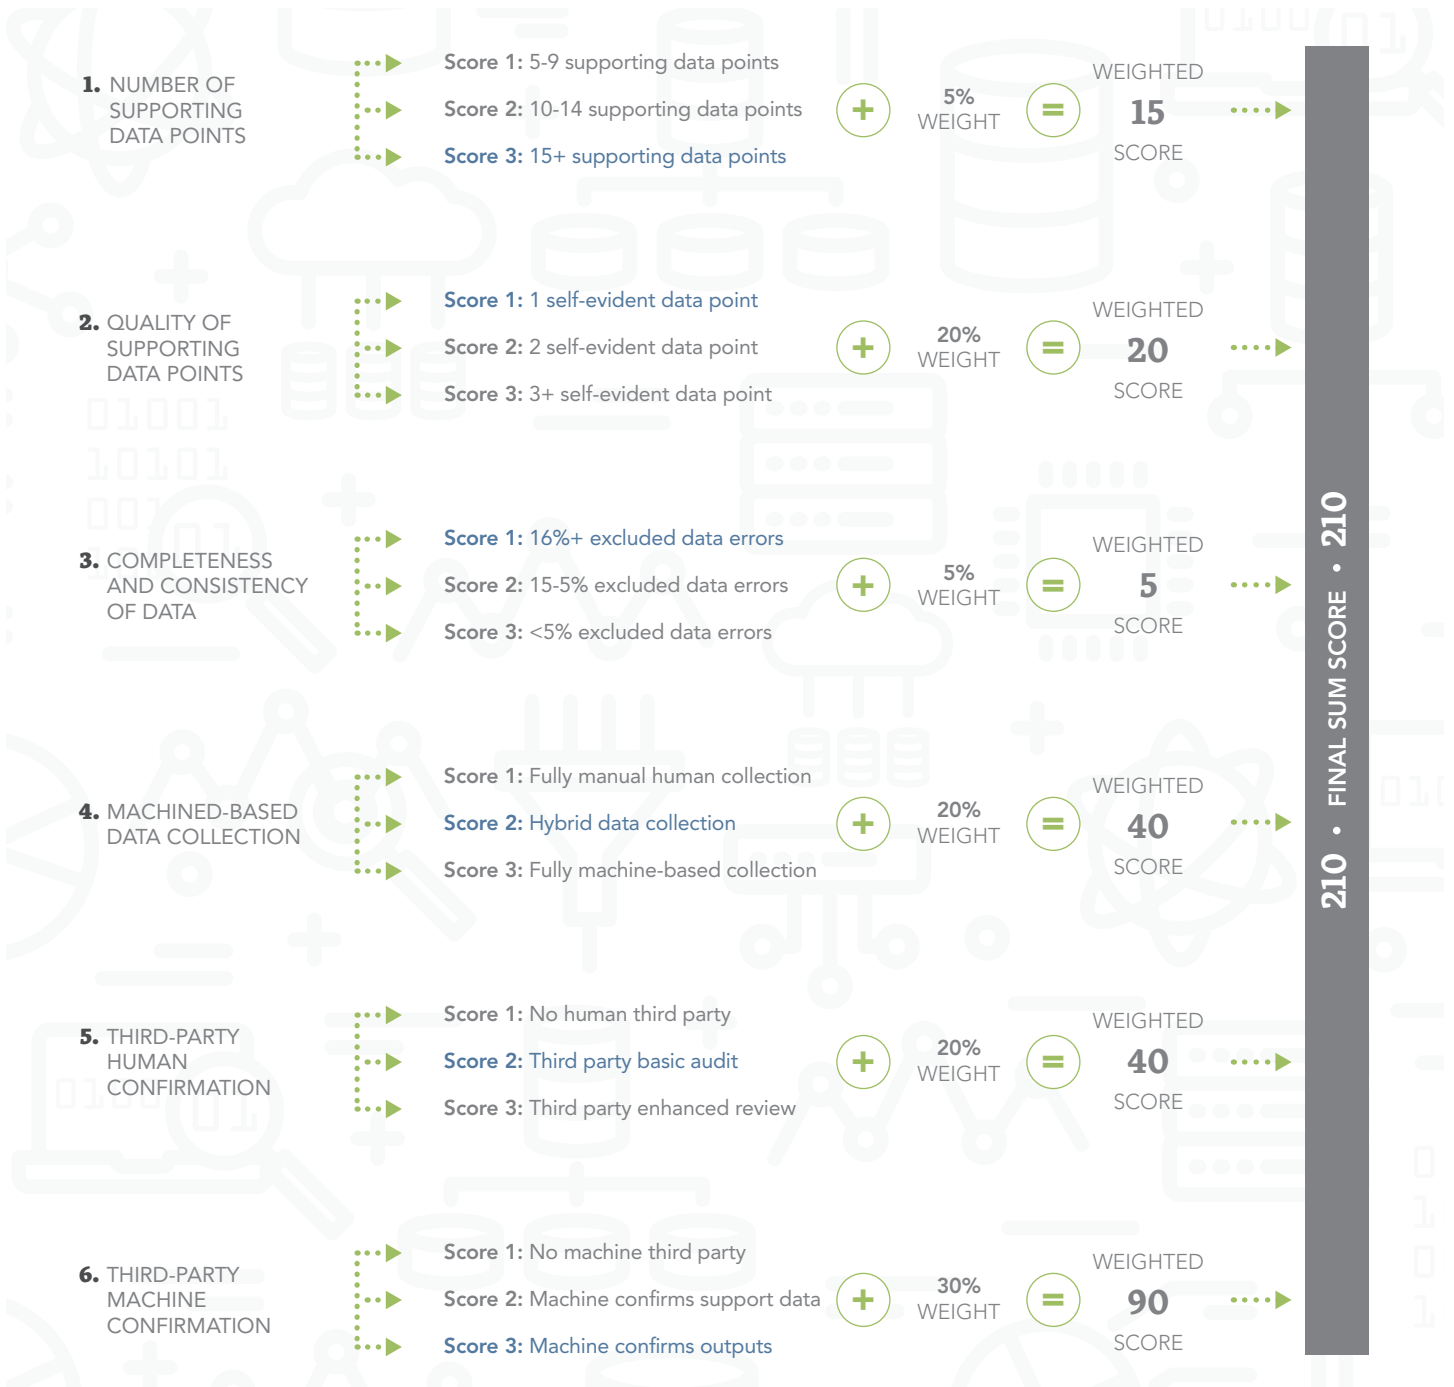 1. NUMBER OF
SUPPORTING
DATA POINTS
Score 1: 5-9 supporting data points
Score 2: 10-14 supporting data points
Score 3: 15+ supporting data points
+
5%
WEIGHT
=
WEIGHTED
15
SCORE
2. QUALITY OF
SUPPORTING
DATA POINTS
Score 1: 1 self-evident data point
Score 2: 2 self-evident data point
Score 3: 3+ self-evident data point
+
20%
WEIGHT
=
WEIGHTED
20
SCORE
3. COMPLETENESS
AND CONSISTENCY
OF DATA
Score 1: 16%+ excluded data errors
Score 2: 15-5% excluded data errors
Score 3: <5% excluded data errors
+
5%
WEIGHT
=
WEIGHTED
5
SCORE
4. MACHINED-BASED
DATA COLLECTION
Score 1: Fully manual human collection
Score 2: Hybrid data collection
Score 3: Fully machine-based collection
+
20%
WEIGHT
=
WEIGHTED
40
SCORE
5. THIRD-PARTY
HUMAN
CONFIRMATION
Score 1: No human third party
Score 2: Third party basic audit
Score 3: Third party enhanced review
+
20%
WEIGHT
=
WEIGHTED
40
SCORE
6. THIRD-PARTY
MACHINE
CONFIRMATION
Score 1: No machine third party
Score 2: Machine confirms support data
Score 3: Machine confirms outputs
+
30%
WEIGHT
=
WEIGHTED
90
SCORE
210 • FINAL SUM SCORE • 210
01001
10101